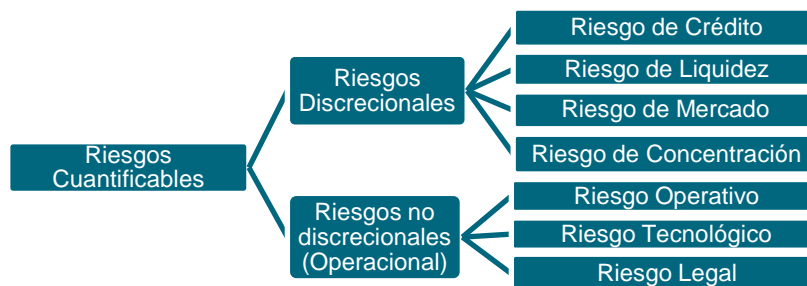 Riesgos
Cuantificables
Riesgos
Discrecionales
Riesgo de Crédito
Riesgo de Liquidez
Riesgo de Mercado
Riesgo de Concentración
Riesgos no
discrecionales
(Operacional)
Riesgo Operativo
Riesgo Tecnológico
Riesgo Legal